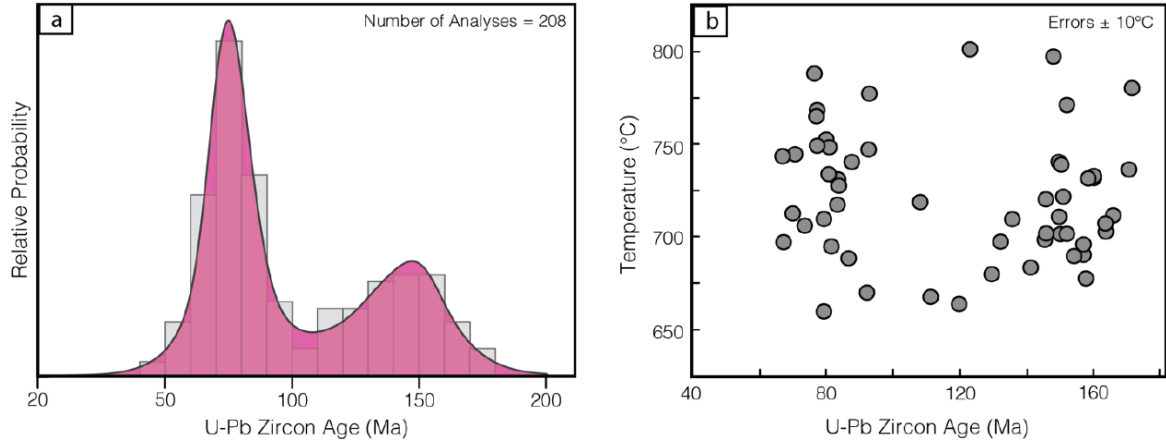 a
Number of Analyses = 208
Relative Probability
20
50
100
150
200
U-Pb Zircon Age (Ma)
b
Errors ± 10°C
Temperature (°C)
800
750
700
650
40
80
120
160
U-Pb Zircon Age (Ma)